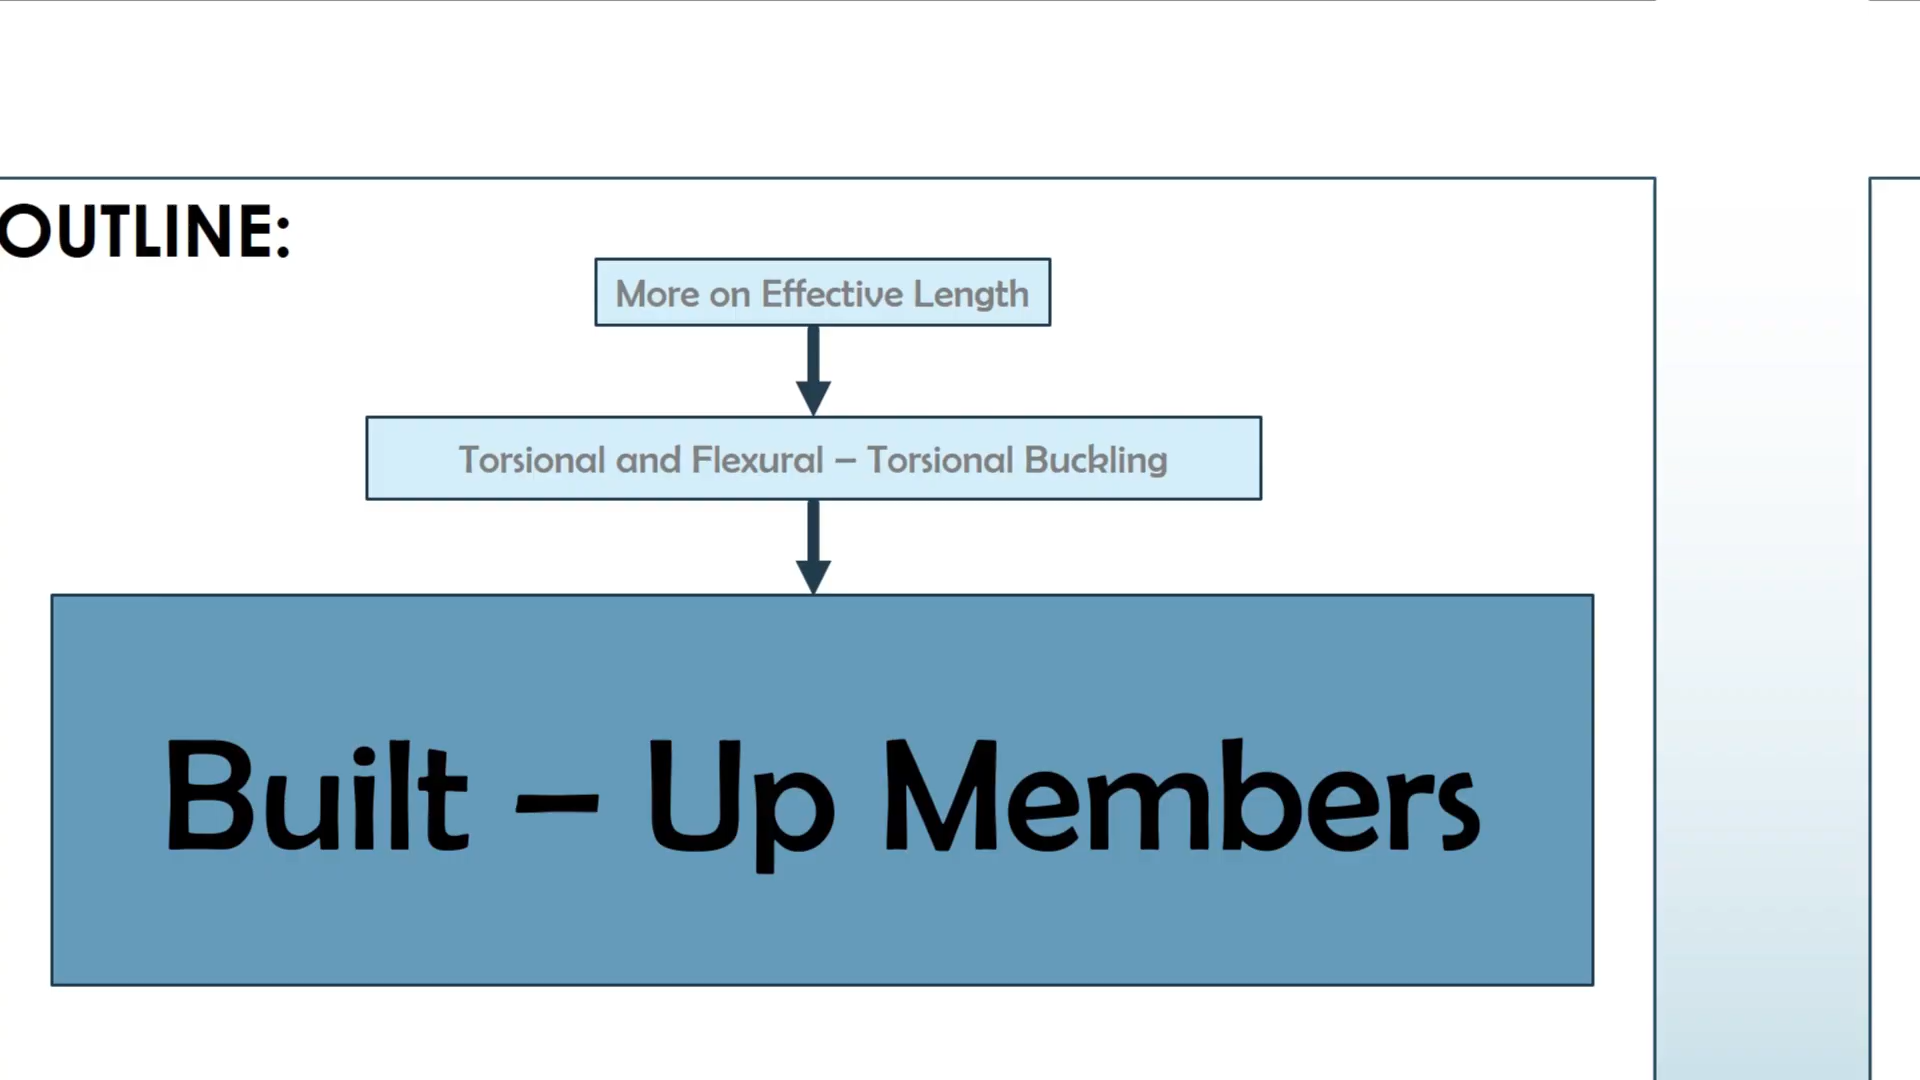 OUTLINE:
More on Effective Length
Torsional and Flexural – Torsional Buckling
Built – Up Members